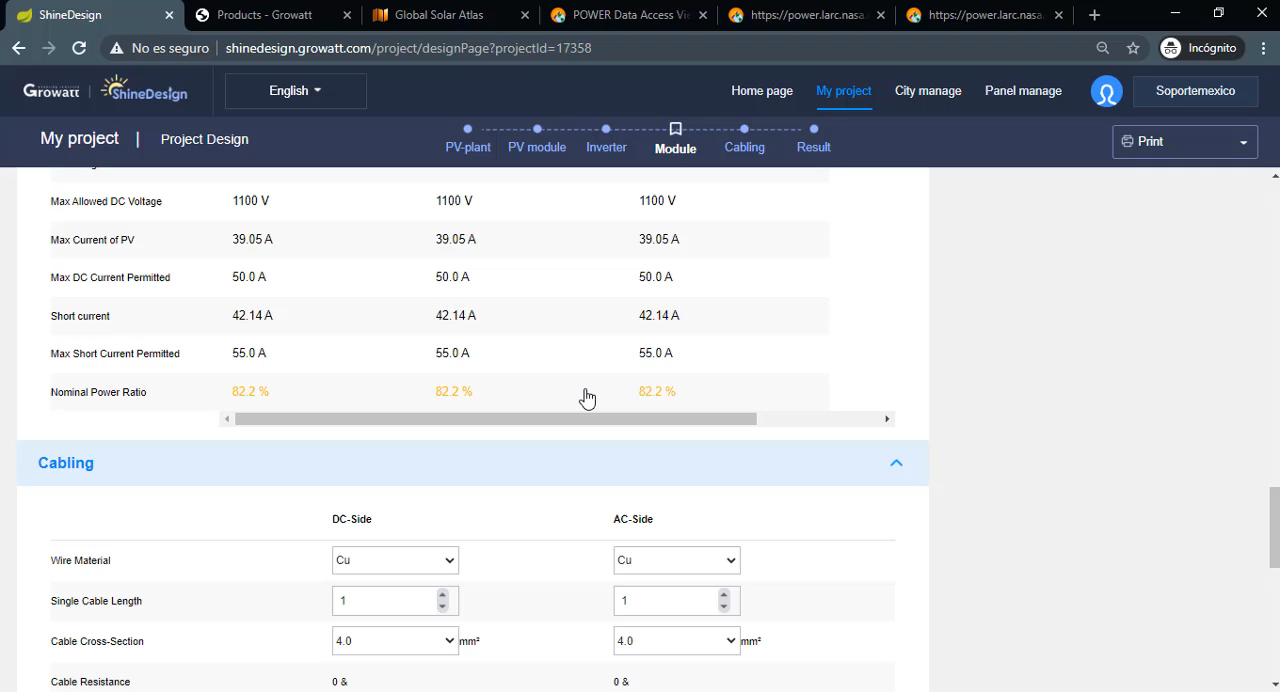 ShineDesign
Products - Growatt
Global Solar Atlas
POWER Data Access Vi
https://power.larc.nasa.
https://power.larc.nasa.
No es seguro
shinedesign.growatt.com/project/designPage?projectId=17358
Incógnito
Growatt
ShineDesign
English
Home page
My project
City manage
Panel manage
Soportemexico
My project | Project Design
PV-plant
PV module
Inverter
Module
Cabling
Result
Print
Max Allowed DC Voltage 1100 V 1100 V 1100 V
Max Current of PV 39.05 A 39.05 A 39.05 A
Max DC Current Permitted 50.0 A 50.0 A 50.0 A
Short current 42.14 A 42.14 A 42.14 A
Max Short Current Permitted 55.0 A 55.0 A 55.0 A
Nominal Power Ratio 82.2 % 82.2 % 82.2 %
Cabling
DC-Side AC-Side
Wire Material Cu Cu
Single Cable Length 1 1
Cable Cross-Section 4.0 mm² 4.0 mm²
Cable Resistance 0 & 0 &